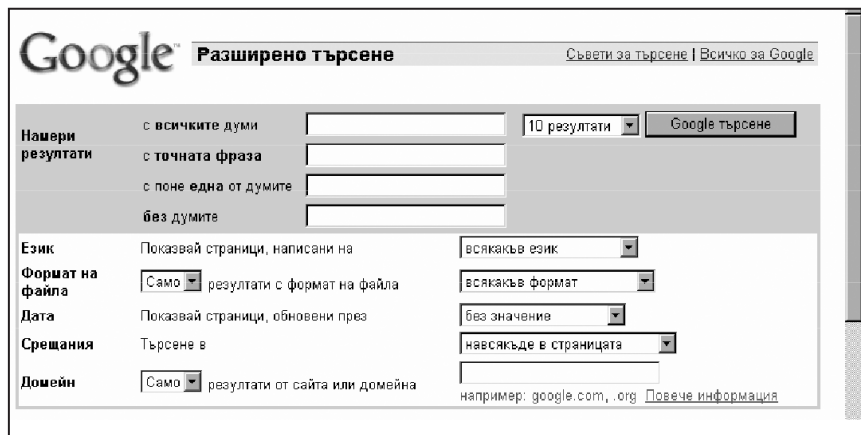 Google™ Разширено търсене Съвети за търсене | Всичко за Google
Намери резултати
с всичките думи 10 резултати Google търсене
с точната фраза
с поне една от думите
без думите
Език Показвай страници, написани на всякакъв език
Формат на файла Само резултати с формат на файла всякакъв формат
Дата Показвай страници, обновени през без значение
Срещания Търсене в навсякъде в страницата
Домейн Само резултати от сайта или домейна
например: google.com, .org Повече информация